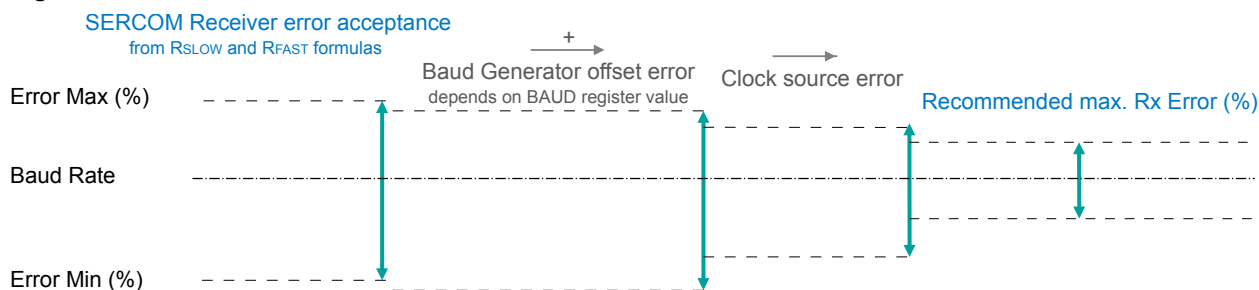 SERCOM Receiver error acceptance
from RSLOW and RFAST formulas
+
Baud Generator offset error
depends on BAUD register value
Clock source error
Recommended max. Rx Error (%)
Error Max (%)
Baud Rate
Error Min (%)